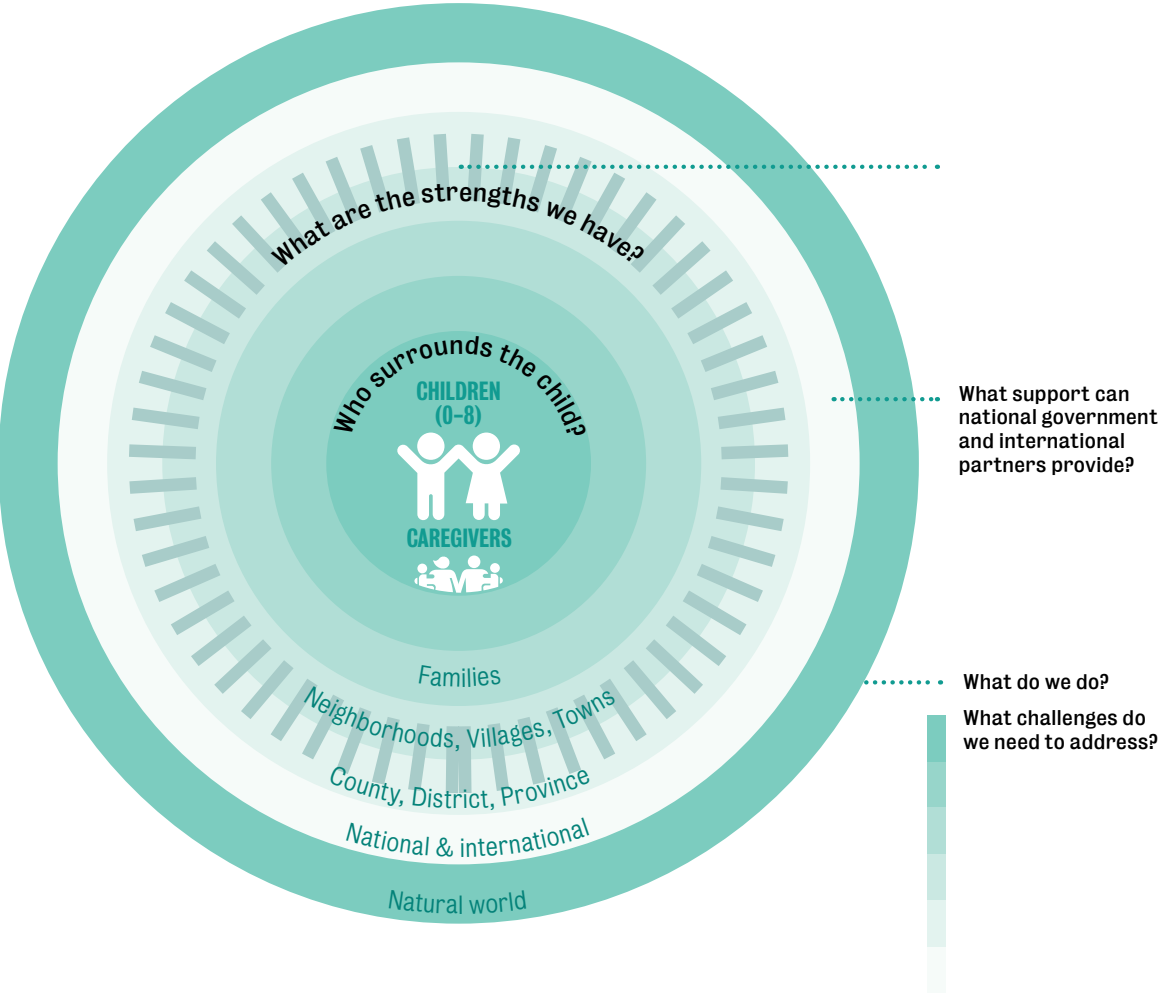 What are the strengths we have?
Who surrounds the child?
CHILDREN
(0–8)
CAREGIVERS
Families
Neighborhoods, Villages, Towns
County, District, Province
National & international
Natural world
What support can
national government
and international
partners provide?
What do we do?
What challenges do
we need to address?